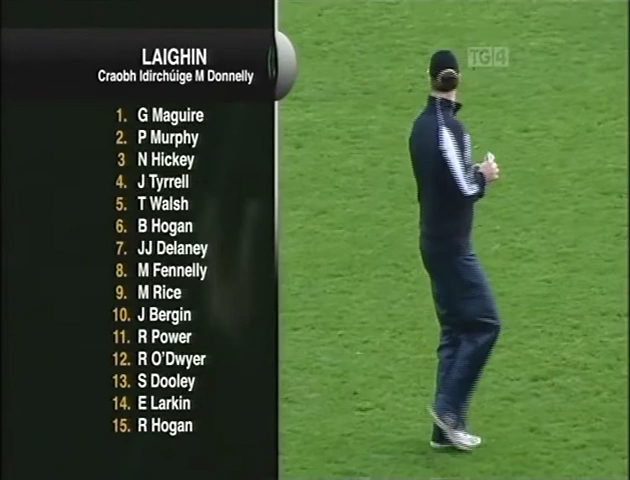 LAIGHIN
Craobh Idirchúige M Donnelly
1. G Maguire
2. P Murphy
3 N Hickey
4. J Tyrrell
5. T Walsh
6. B Hogan
7. JJ Delaney
8. M Fennelly
9. M Rice
10. J Bergin
11. R Power
12. R O'Dwyer
13. S Dooley
14. E Larkin
15. R Hogan
TG4